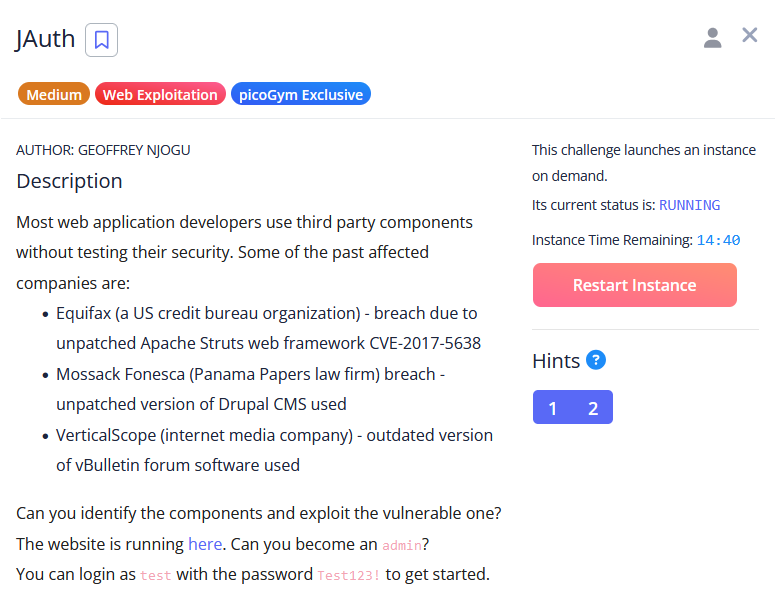 JAuth
Medium Web Exploitation picoGym Exclusive
AUTHOR: GEOFFREY NJOGU
Description
Most web application developers use third party components
without testing their security. Some of the past affected
companies are:
• Equifax (a US credit bureau organization) - breach due to
unpatched Apache Struts web framework CVE-2017-5638
• Mossack Fonesca (Panama Papers law firm) breach -
unpatched version of Drupal CMS used
• VerticalScope (internet media company) - outdated version
of vBulletin forum software used
Can you identify the components and exploit the vulnerable one?
The website is running here. Can you become an admin?
You can login as test with the password Test123! to get started.
This challenge launches an instance
on demand.
Its current status is: RUNNING
Instance Time Remaining: 14:40
Restart Instance
Hints ?
1 2